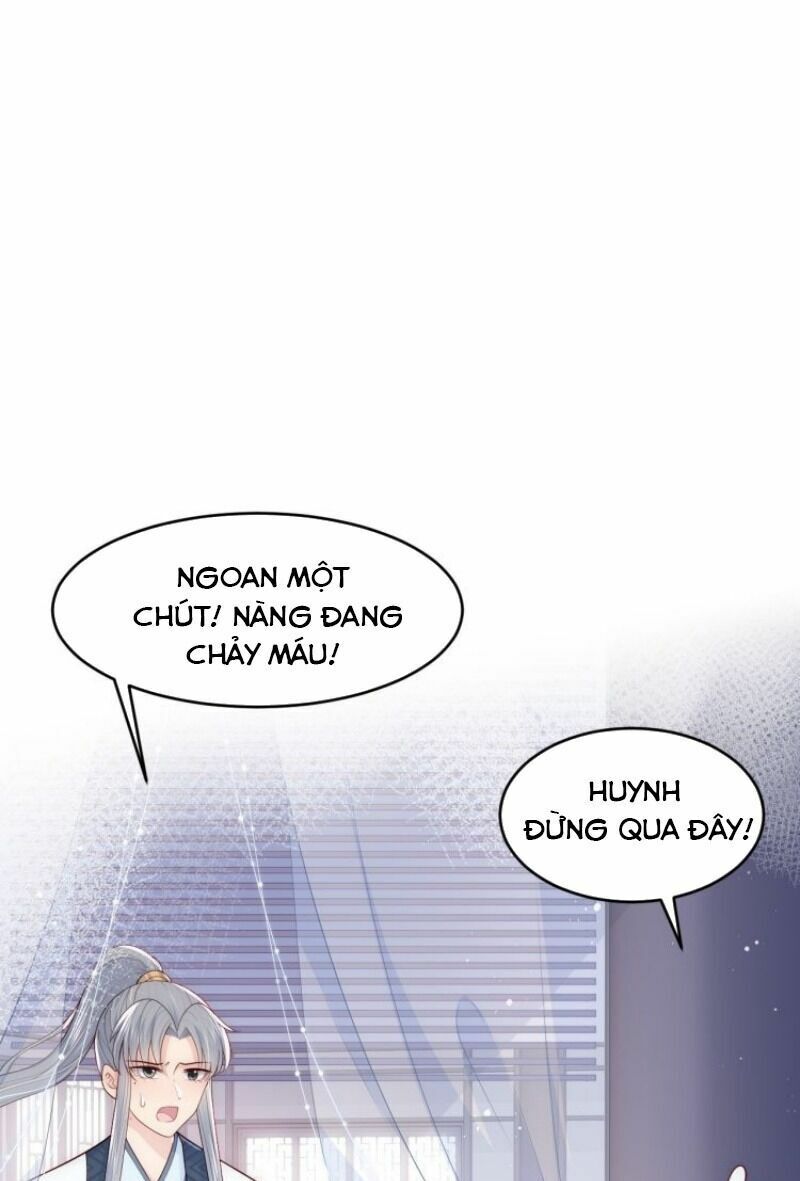 NGOAN MỘT
CHÚT! NÀNG ĐANG
CHẢY MÁU!
HUYNH
ĐỪNG QUA ĐÂY!